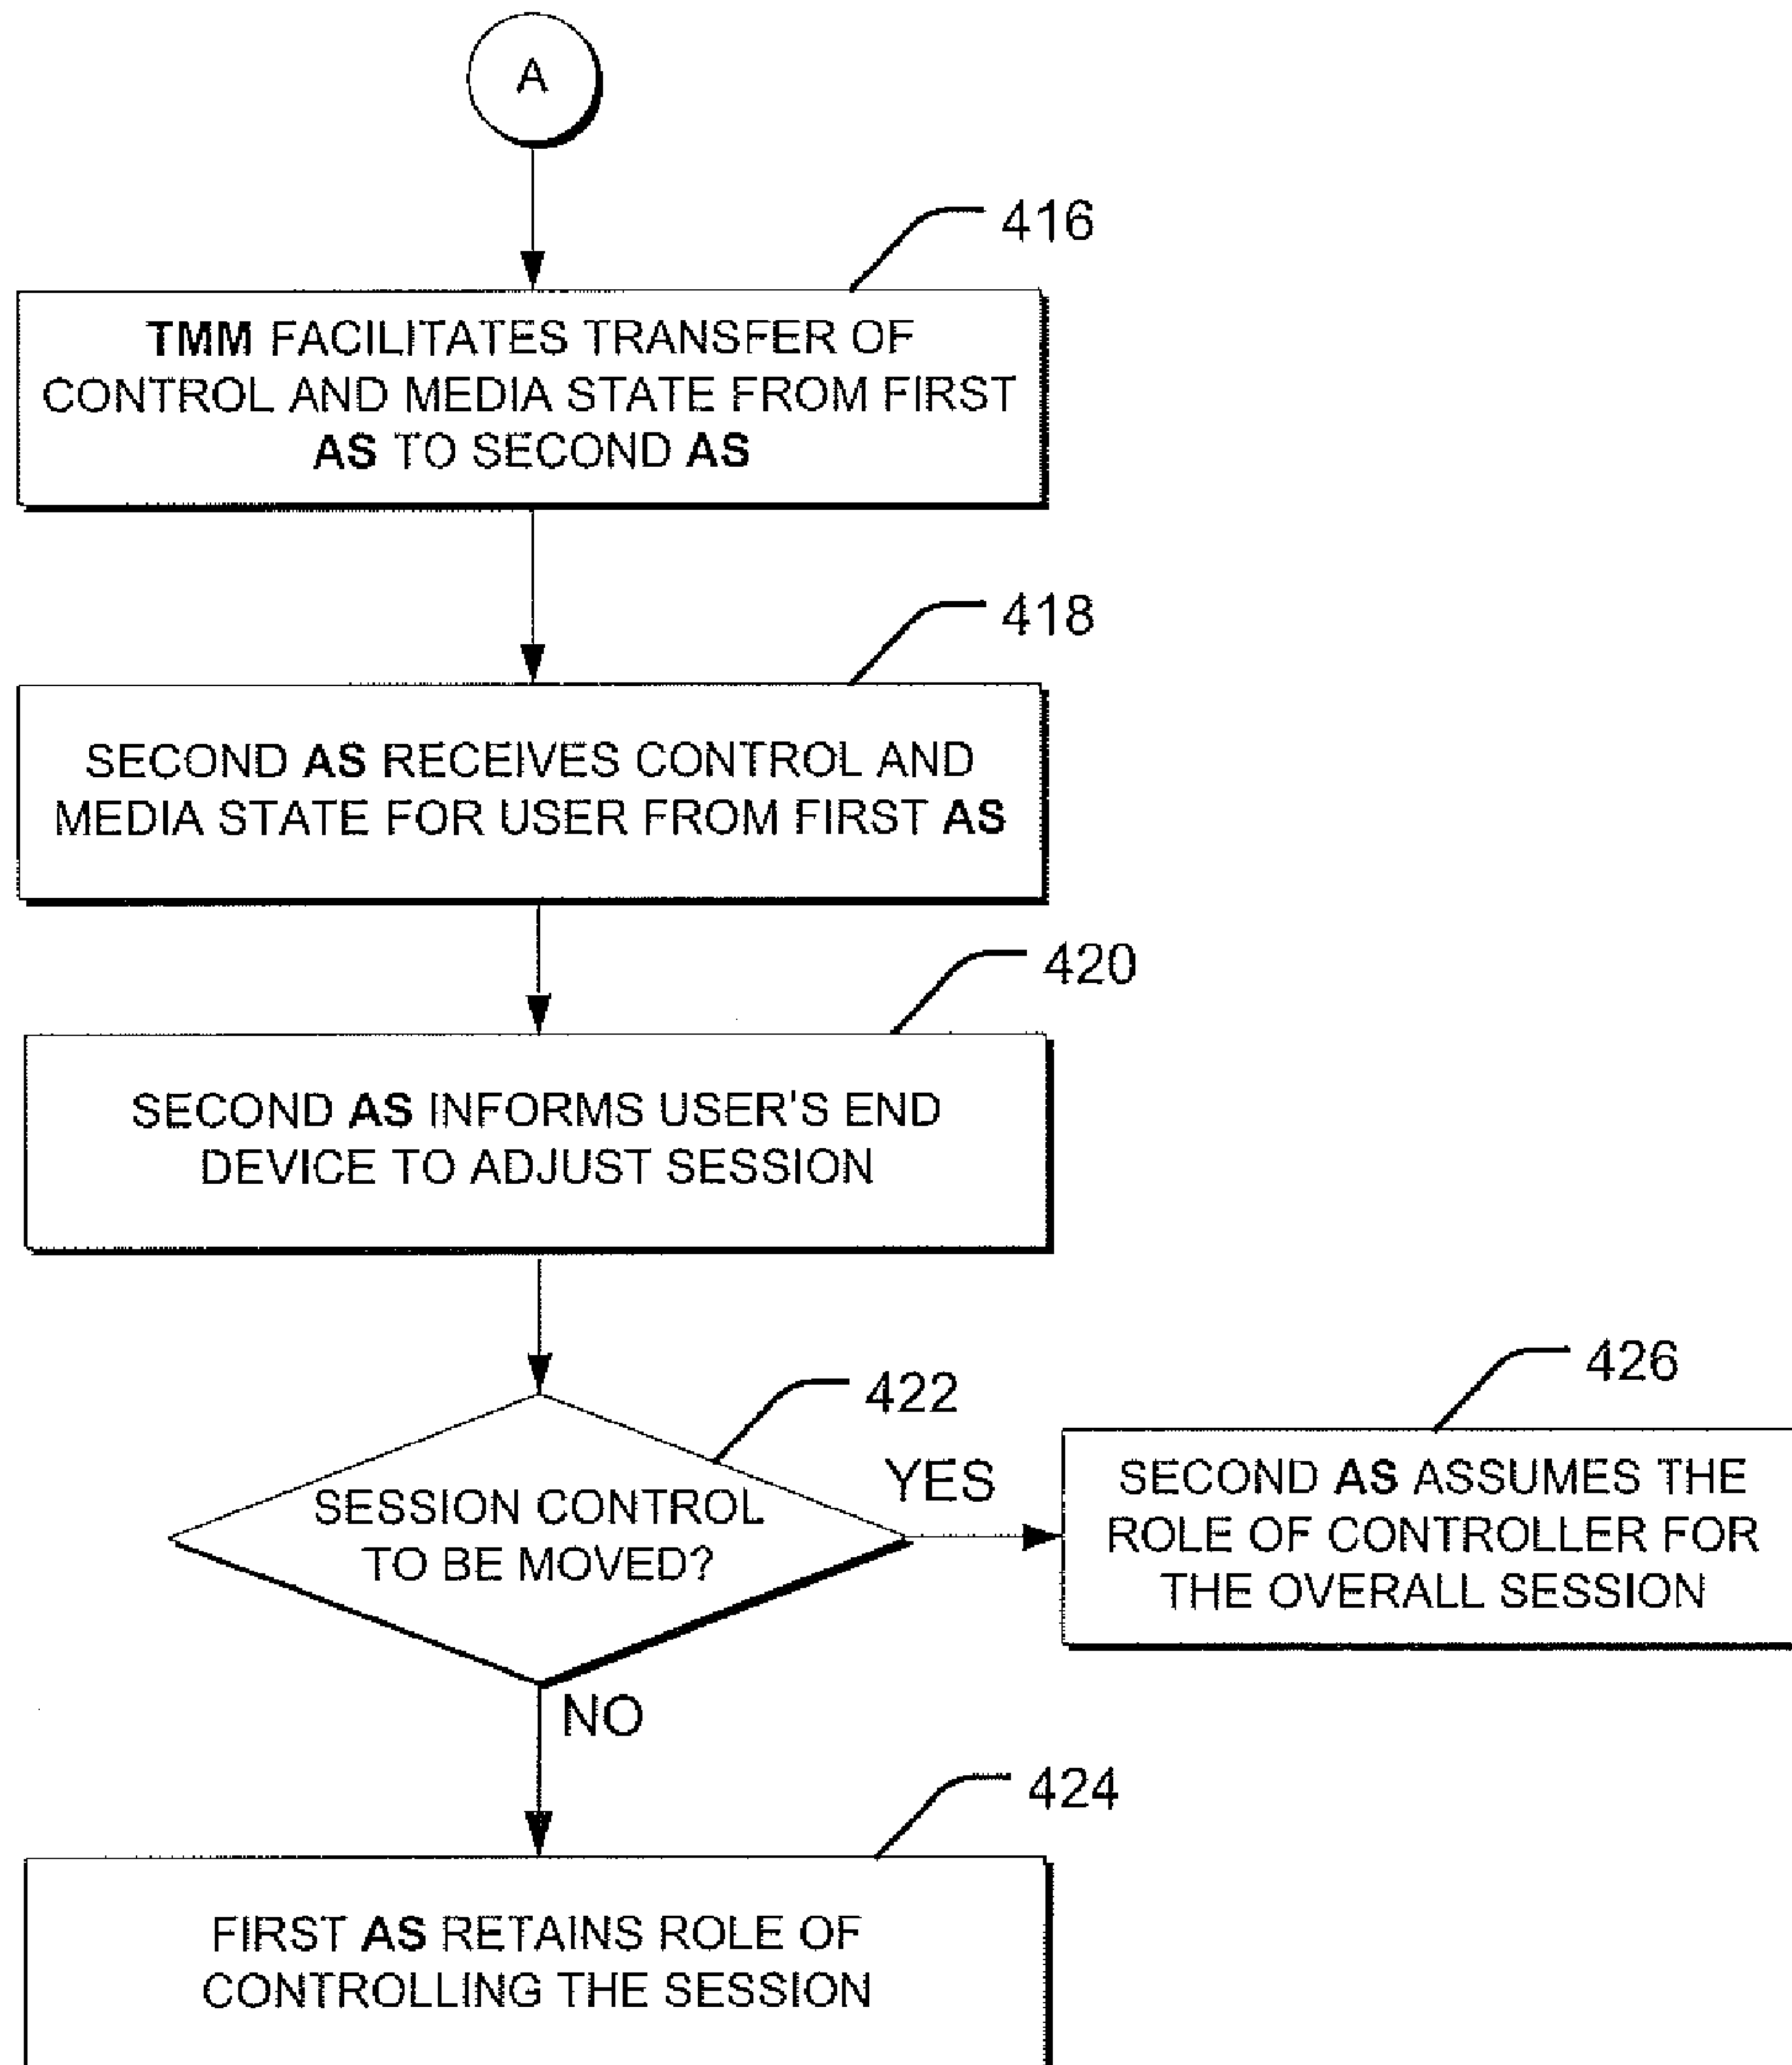 A
416
TMM FACILITATES TRANSFER OF
CONTROL AND MEDIA STATE FROM FIRST
AS TO SECOND AS
418
SECOND AS RECEIVES CONTROL AND
MEDIA STATE FOR USER FROM FIRST AS
420
SECOND AS INFORMS USER'S END
DEVICE TO ADJUST SESSION
422
SESSION CONTROL
TO BE MOVED?
YES
426
SECOND AS ASSUMES THE
ROLE OF CONTROLLER FOR
THE OVERALL SESSION
NO
424
FIRST AS RETAINS ROLE OF
CONTROLLING THE SESSION